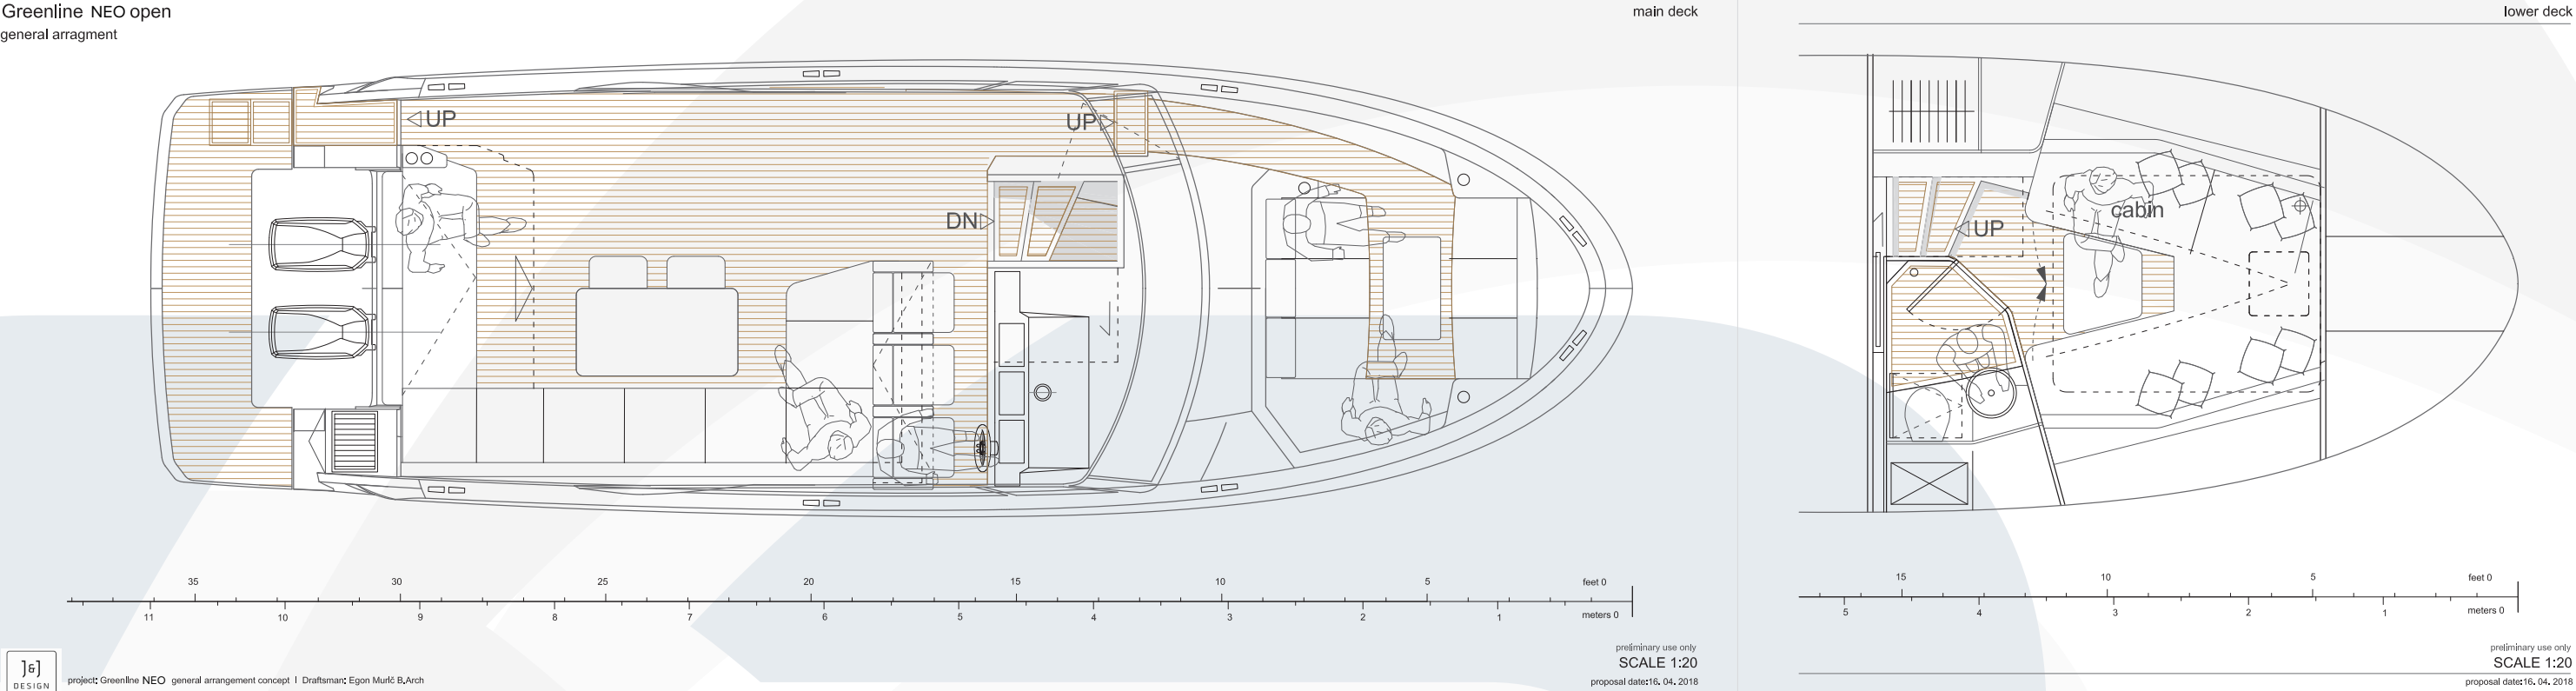 Greenline NEO open
general arragment
main deck
lower deck
UP
UP
DN
cabin
UP
35 30 25 20 15 10 5 feet 0
11 10 9 8 7 6 5 4 3 2 1 meters 0
15 10 5 feet 0
5 4 3 2 1 meters 0
J&J
DESIGN
project: Greenline NEO general arrangement concept I Draftsman: Egon Murič B.Arch
preliminary use only
SCALE 1:20
proposal date:16. 04. 2018
preliminary use only
SCALE 1:20
proposal date:16. 04. 2018